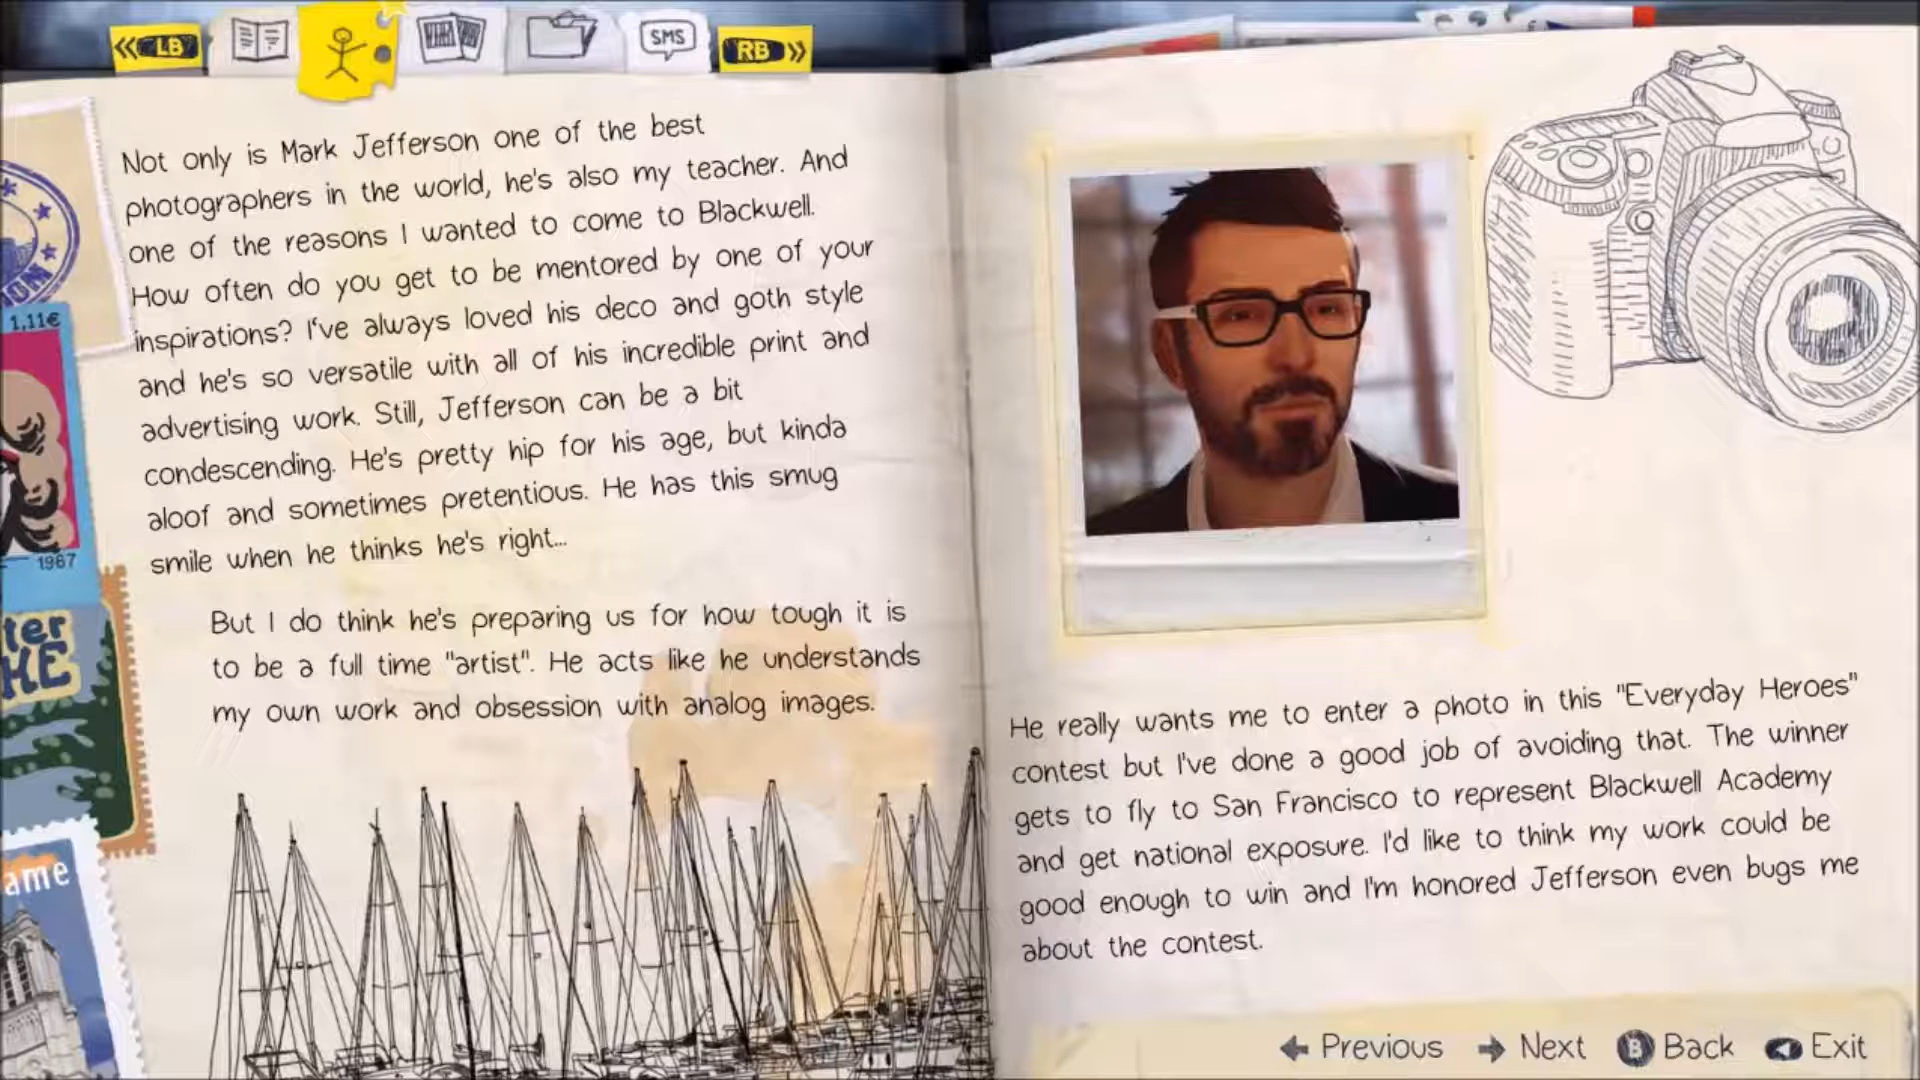 LB
SMS
RB
Not only is Mark Jefferson one of the best
photographers in the world, he's also my teacher. And
one of the reasons I wanted to come to Blackwell.
How often do you get to be mentored by one of your
inspirations? I've always loved his deco and goth style
and he's so versatile with all of his incredible print and
advertising work. Still, Jefferson can be a bit
condescending. He's pretty hip for his age, but kinda
aloof and sometimes pretentious. He has this smug
smile when he thinks he's right...
But I do think he's preparing us for how tough it is
to be a full time "artist". He acts like he understands
my own work and obsession with analog images.
1,11€
1987
ter
HE
ame
He really wants me to enter a photo in this "Everyday Heroes"
contest but I've done a good job of avoiding that. The winner
gets to fly to San Francisco to represent Blackwell Academy
and get national exposure. I'd like to think my work could be
good enough to win and I'm honored Jefferson even bugs me
about the contest.
Previous
Next
B Back
Exit